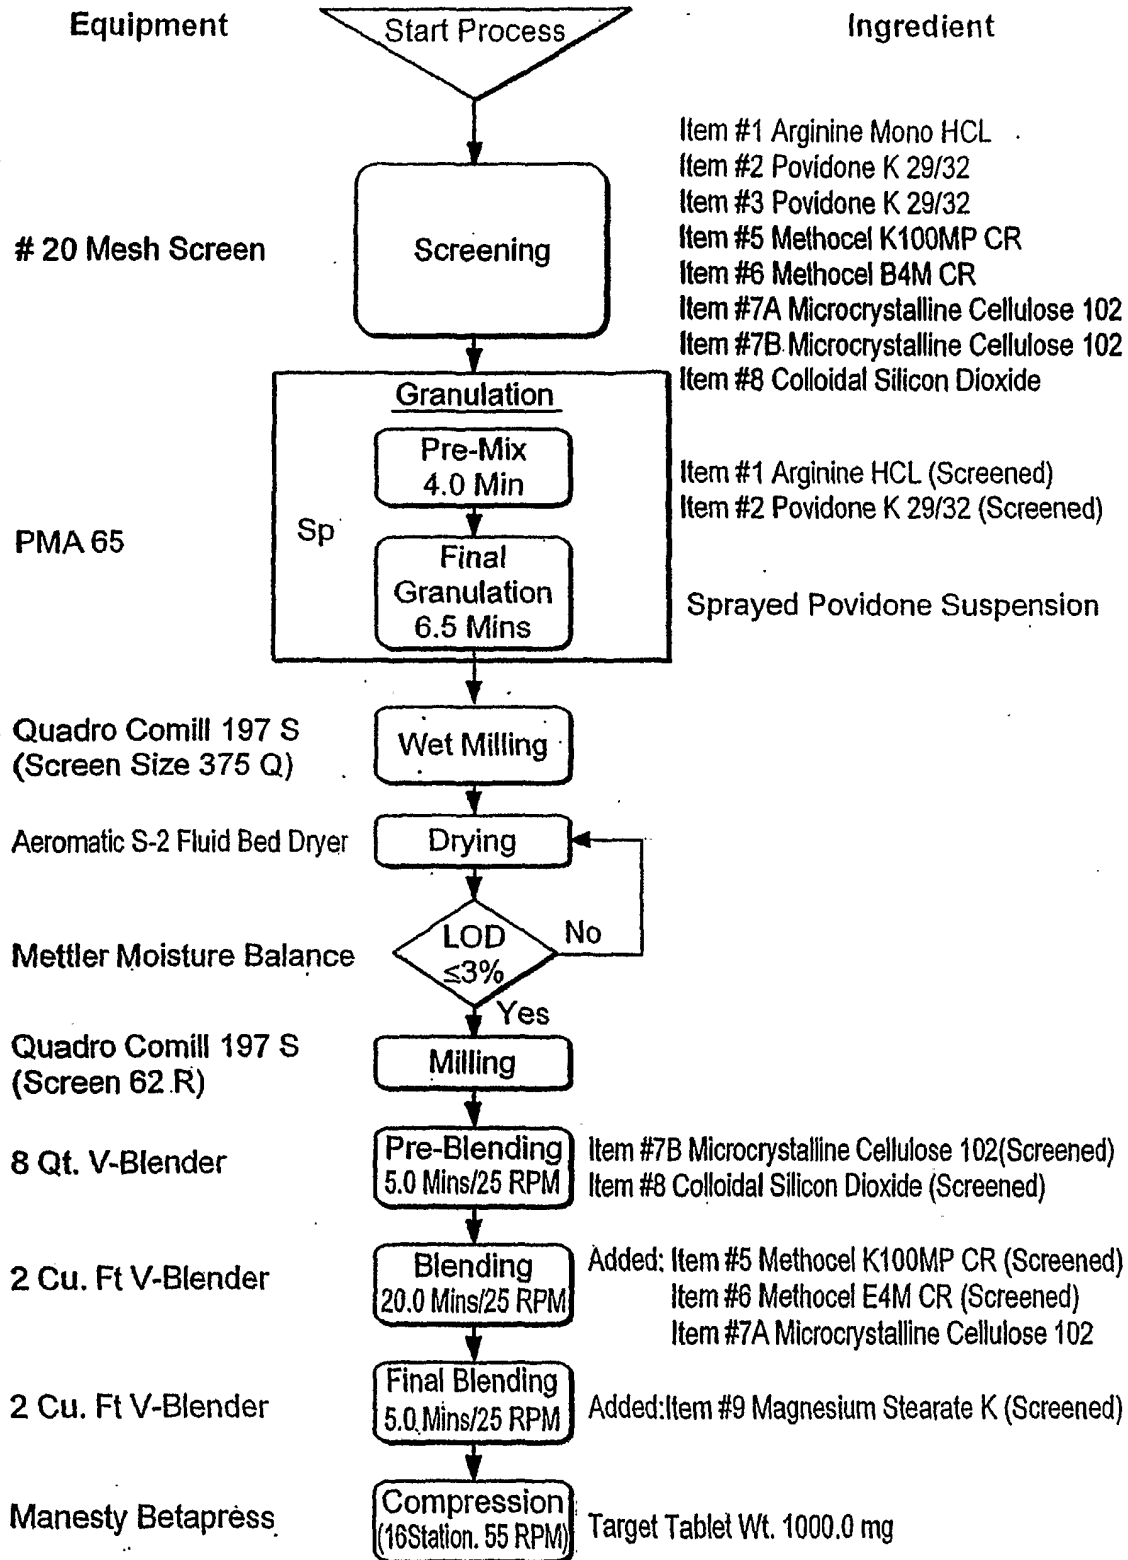 Equipment
Start Process
Ingredient
Item #1 Arginine Mono HCL
Item #2 Povidone K 29/32
Item #3 Povidone K 29/32
Item #5 Methocel K100MP CR
Item #6 Methocel B4M CR
Item #7A Microcrystalline Cellulose 102
Item #7B Microcrystalline Cellulose 102
Item #8 Colloidal Silicon Dioxide
# 20 Mesh Screen
Screening
Granulation
Pre-Mix
4.0 Min
Item #1 Arginine HCL (Screened)
Item #2 Povidone K 29/32 (Screened)
PMA 65
Sp
Final
Granulation
6.5 Mins
Sprayed Povidone Suspension
Quadro Comill 197 S
(Screen Size 375 Q)
Wet Milling
Aeromatic S-2 Fluid Bed Dryer
Drying
Mettler Moisture Balance
LOD
≤3%
No
Yes
Quadro Comill 197 S
(Screen 62 R)
Milling
8 Qt. V-Blender
Pre-Blending
5.0 Mins/25 RPM
Item #7B Microcrystalline Cellulose 102(Screened)
Item #8 Colloidal Silicon Dioxide (Screened)
2 Cu. Ft V-Blender
Blending
20.0 Mins/25 RPM
Added: Item #5 Methocel K100MP CR (Screened)
Item #6 Methocel E4M CR (Screened)
Item #7A Microcrystalline Cellulose 102
2 Cu. Ft V-Blender
Final Blending
5.0 Mins/25 RPM
Added:Item #9 Magnesium Stearate K (Screened)
Manesty Betapress
Compression
(16Station. 55 RPM)
Target Tablet Wt. 1000.0 mg